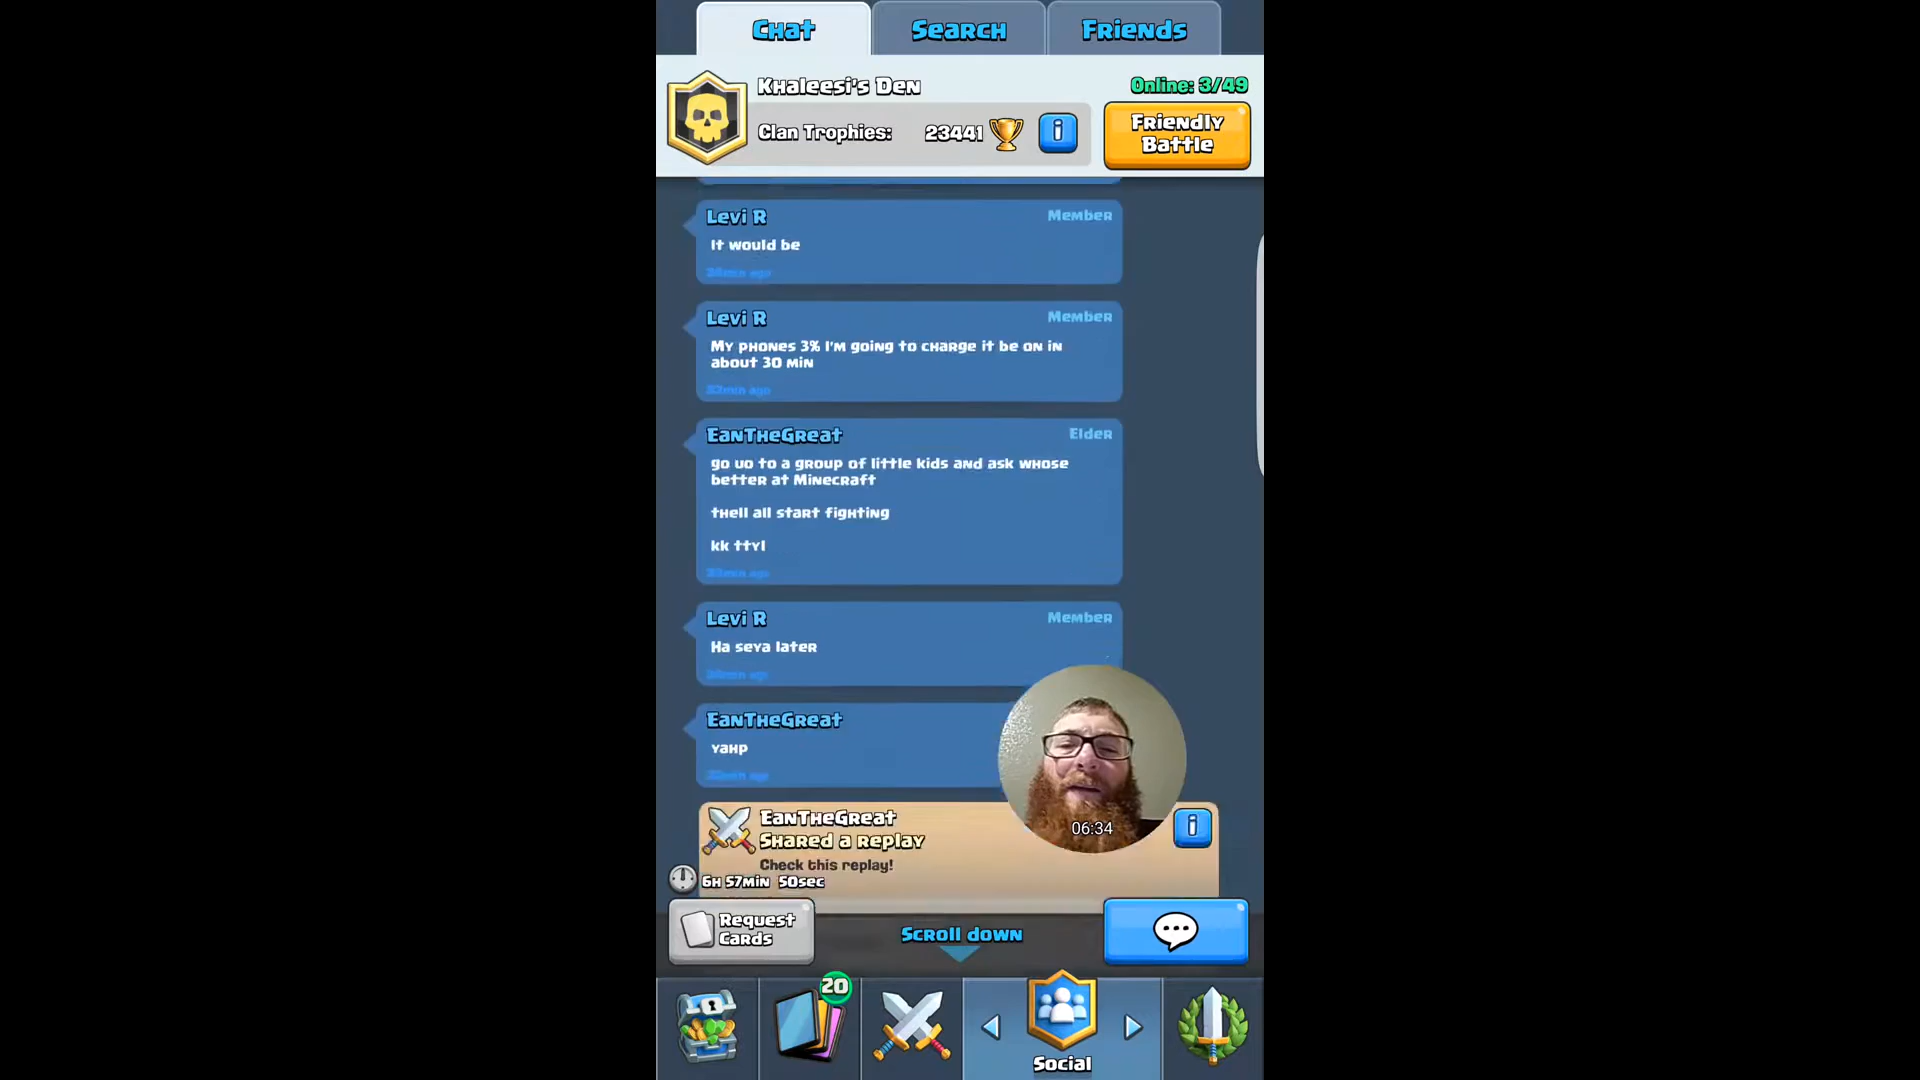 Chat
Search
Friends
Khaleesi's Den
Online: 3/49
Clan Trophies:
23441
i
Friendly
Battle
Levi R
Member
It would be
Levi R
Member
My phones 3% I'm going to charge it be on in
about 30 min
EanTheGreat
Elder
go uo to a group of little kids and ask whose
better at Minecraft
thell all start fighting
kk ttyl
Levi R
Member
Ha seya later
EanTheGreat
yahp
EanTheGreat
Shared a replay
Check this replay!
i
06:34
6h 57min 50sec
Request
Cards
Scroll down
20
Social